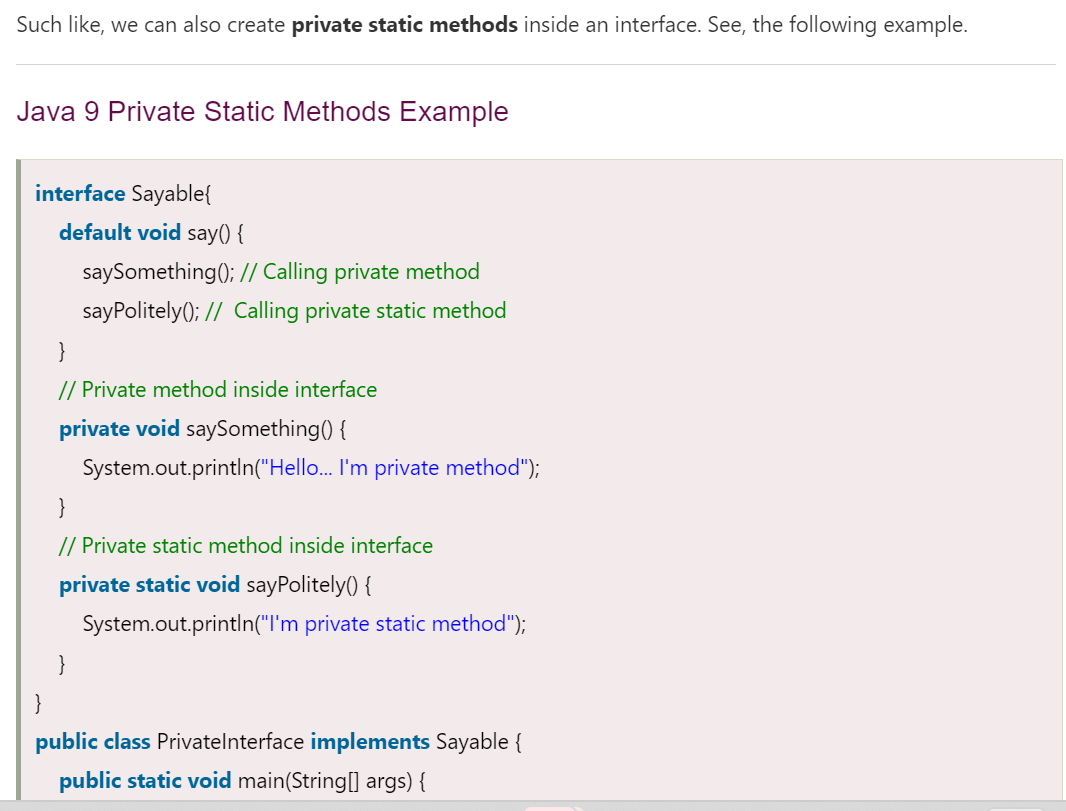 Such like, we can also create private static methods inside an interface. See, the following example.
Java 9 Private Static Methods Example
interface Sayable{
default void say() {
saySomething(); // Calling private method
sayPolitely(); //  Calling private static method
}
// Private method inside interface
private void saySomething() {
System.out.println("Hello... I'm private method");
}
// Private static method inside interface
private static void sayPolitely() {
System.out.println("I'm private static method");
}
}
public class PrivateInterface implements Sayable {
public static void main(String[] args) {